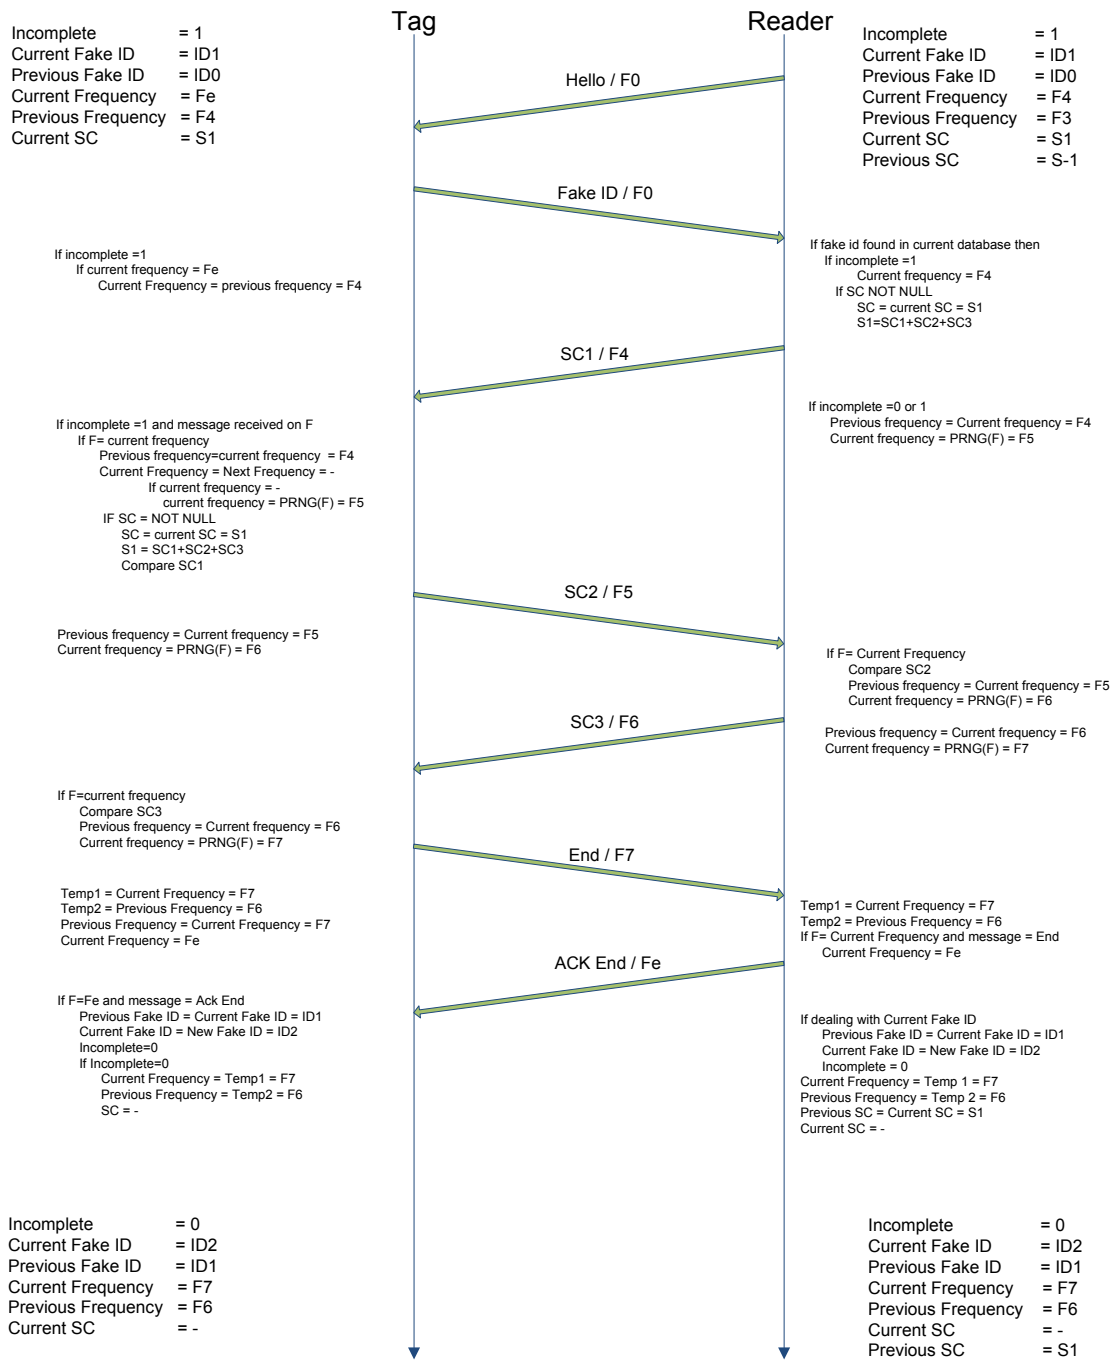 Tag
Reader
Incomplete = 1
Current Fake ID = ID1
Previous Fake ID = ID0
Current Frequency = Fe
Previous Frequency = F4
Current SC = S1
Incomplete = 1
Current Fake ID = ID1
Previous Fake ID = ID0
Current Frequency = F4
Previous Frequency = F3
Current SC = S1
Previous SC = S-1
Hello / F0
Fake ID / F0
If incomplete =1
If current frequency = Fe
Current Frequency = previous frequency = F4
If fake id found in current database then
If incomplete =1
Current frequency = F4
If SC NOT NULL
SC = current SC = S1
S1=SC1+SC2+SC3
SC1 / F4
If incomplete =0 or 1
Previous frequency = Current frequency = F4
Current frequency = PRNG(F) = F5
If incomplete =1 and message received on F
If F= current frequency
Previous frequency=current frequency = F4
Current Frequency = Next Frequency = -
If current frequency = -
current frequency = PRNG(F) = F5
IF SC = NOT NULL
SC = current SC = S1
S1 = SC1+SC2+SC3
Compare SC1
SC2 / F5
Previous frequency = Current frequency = F5
Current frequency = PRNG(F) = F6
If F= Current Frequency
Compare SC2
Previous frequency = Current frequency = F5
Current frequency = PRNG(F) = F6
SC3 / F6
Previous frequency = Current frequency = F6
Current frequency = PRNG(F) = F7
If F=current frequency
Compare SC3
Previous frequency = Current frequency = F6
Current frequency = PRNG(F) = F7
End / F7
Temp1 = Current Frequency = F7
Temp2 = Previous Frequency = F6
Previous Frequency = Current Frequency = F7
Current Frequency = Fe
Temp1 = Current Frequency = F7
Temp2 = Previous Frequency = F6
If F= Current Frequency and message = End
Current Frequency = Fe
ACK End / Fe
If F=Fe and message = Ack End
Previous Fake ID = Current Fake ID = ID1
Current Fake ID = New Fake ID = ID2
Incomplete=0
If Incomplete=0
Current Frequency = Temp1 = F7
Previous Frequency = Temp2 = F6
SC = -
If dealing with Current Fake ID
Previous Fake ID = Current Fake ID = ID1
Current Fake ID = New Fake ID = ID2
Incomplete = 0
Current Frequency = Temp 1 = F7
Previous Frequency = Temp 2 = F6
Previous SC = Current SC = S1
Current SC = -
Incomplete = 0
Current Fake ID = ID2
Previous Fake ID = ID1
Current Frequency = F7
Previous Frequency = F6
Current SC = -
Incomplete = 0
Current Fake ID = ID2
Previous Fake ID = ID1
Current Frequency = F7
Previous Frequency = F6
Current SC = -
Previous SC = S1